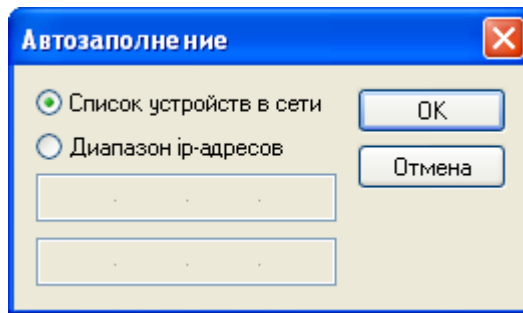 Автозаполнение
Список устройств в сети
Диапазон ip-адресов
OK
Отмена